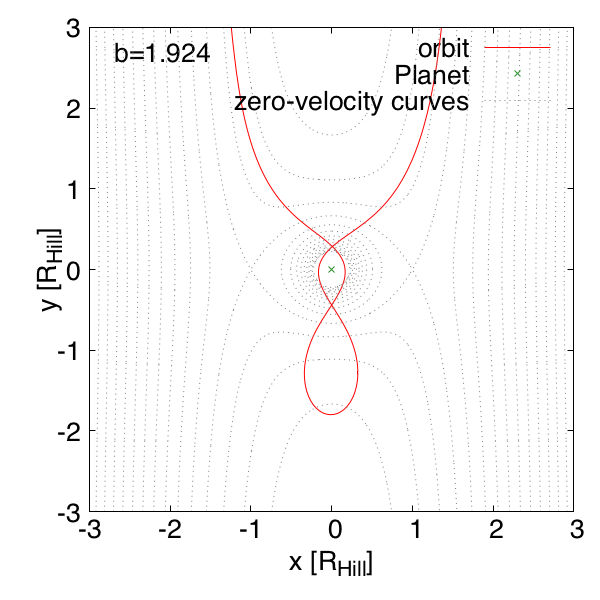 b=1.924
orbit
Planet
zero-velocity curves
3
2
1
0
-1
-2
-3
y [R_Hill]
-3 -2 -1 0 1 2 3
x [R_Hill]